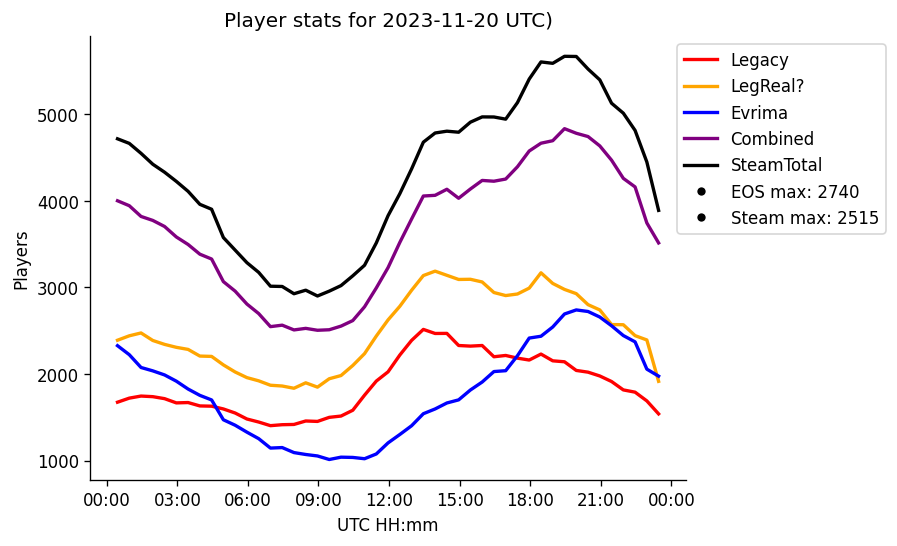 Player stats for 2023-11-20 UTC)
Legacy
LegReal?
Evrima
Combined
SteamTotal
EOS max: 2740
Steam max: 2515
Players
5000
4000
3000
2000
1000
00:00 03:00 06:00 09:00 12:00 15:00 18:00 21:00 00:00
UTC HH:mm